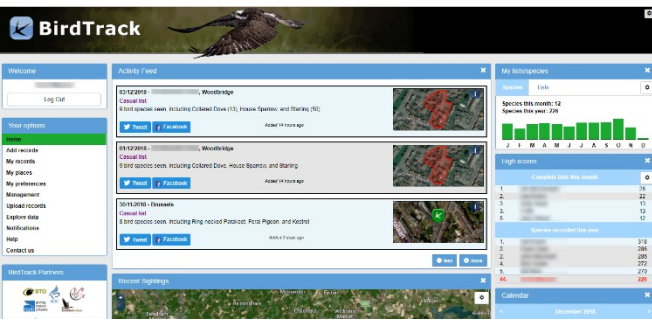 BirdTrack
Welcome
Log Out
Your options
Home
Add records
My records
My places
My preferences
Management
Upload records
Explore data
Notifications
Help
Contact us
BirdTrack Partners
BTO
Activity Feed
03/12/2018 - , Woodbridge
Casual list
9 bird species seen, including Collared Dove (13), House Sparrow, and Starling (50)
Tweet Facebook Added 14 hours ago
01/12/2018 - , Woodbridge
Casual list
9 bird species seen, including Collared Dove, House Sparrow, and Starling
Tweet Facebook Added 14 hours ago
30/11/2018 - Brussels
Casual list
8 bird species seen, including Ring-necked Parakeet, Feral Pigeon, and Kestrel
Tweet Facebook
less more
Recent Sightings
My lists/species
Species Lists
Species this month: 12
Species this year: 226
J F M A M J J A S O N D
High scores
Complete lists this month
1. 26
2. 22
3. 13
3. 13
5. 12
Species recorded this year
1. 318
2. 286
2. 286
4. 272
5. 270
44. 226
Calendar
< December 2018 >